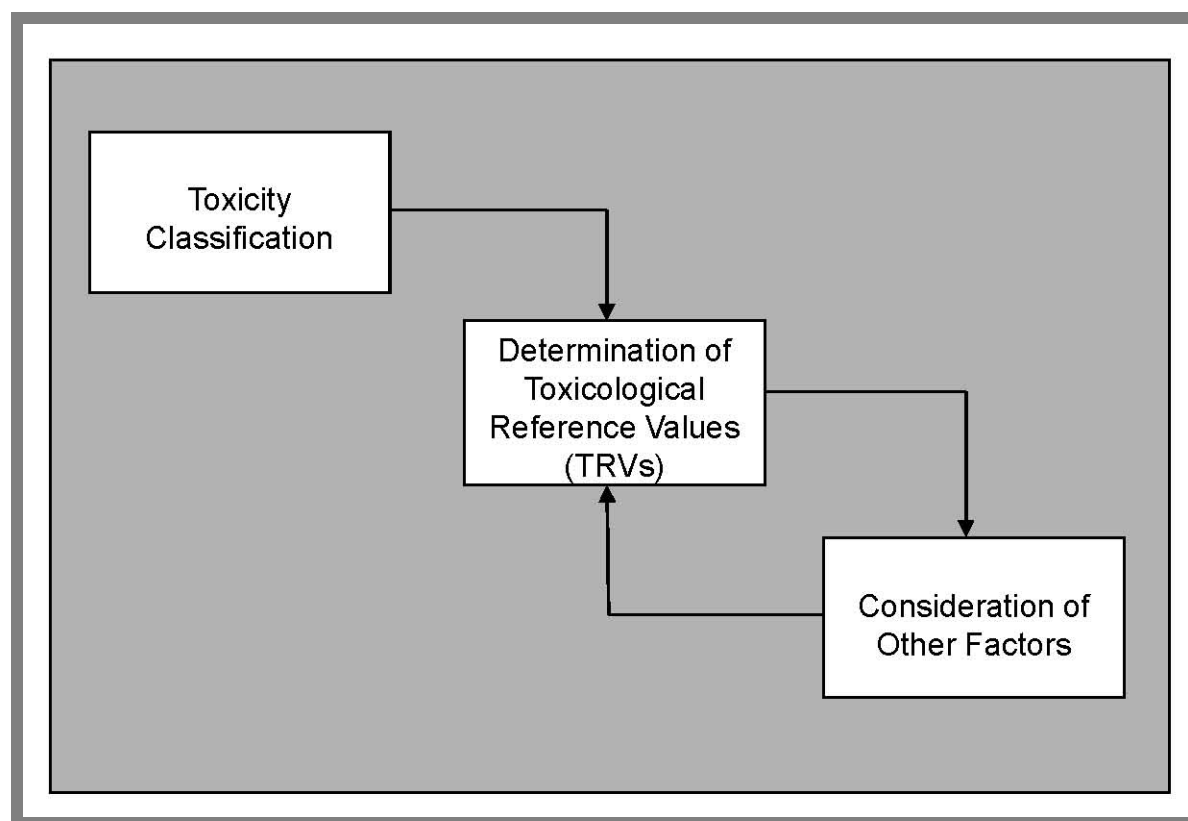 Toxicity
Classification
Determination of
Toxicological
Reference Values
(TRVs)
Consideration of
Other Factors